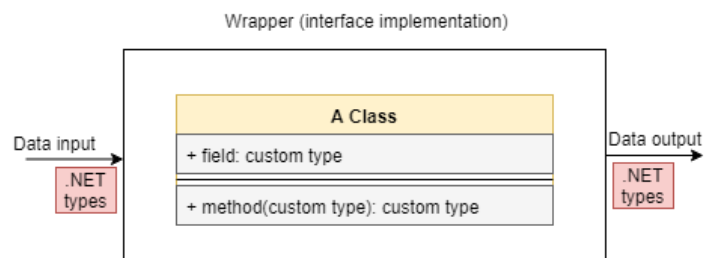 Wrapper (interface implementation)
A Class
Data input
Data output
+ field: custom type
.NET
types
.NET
types
+ method(custom type): custom type